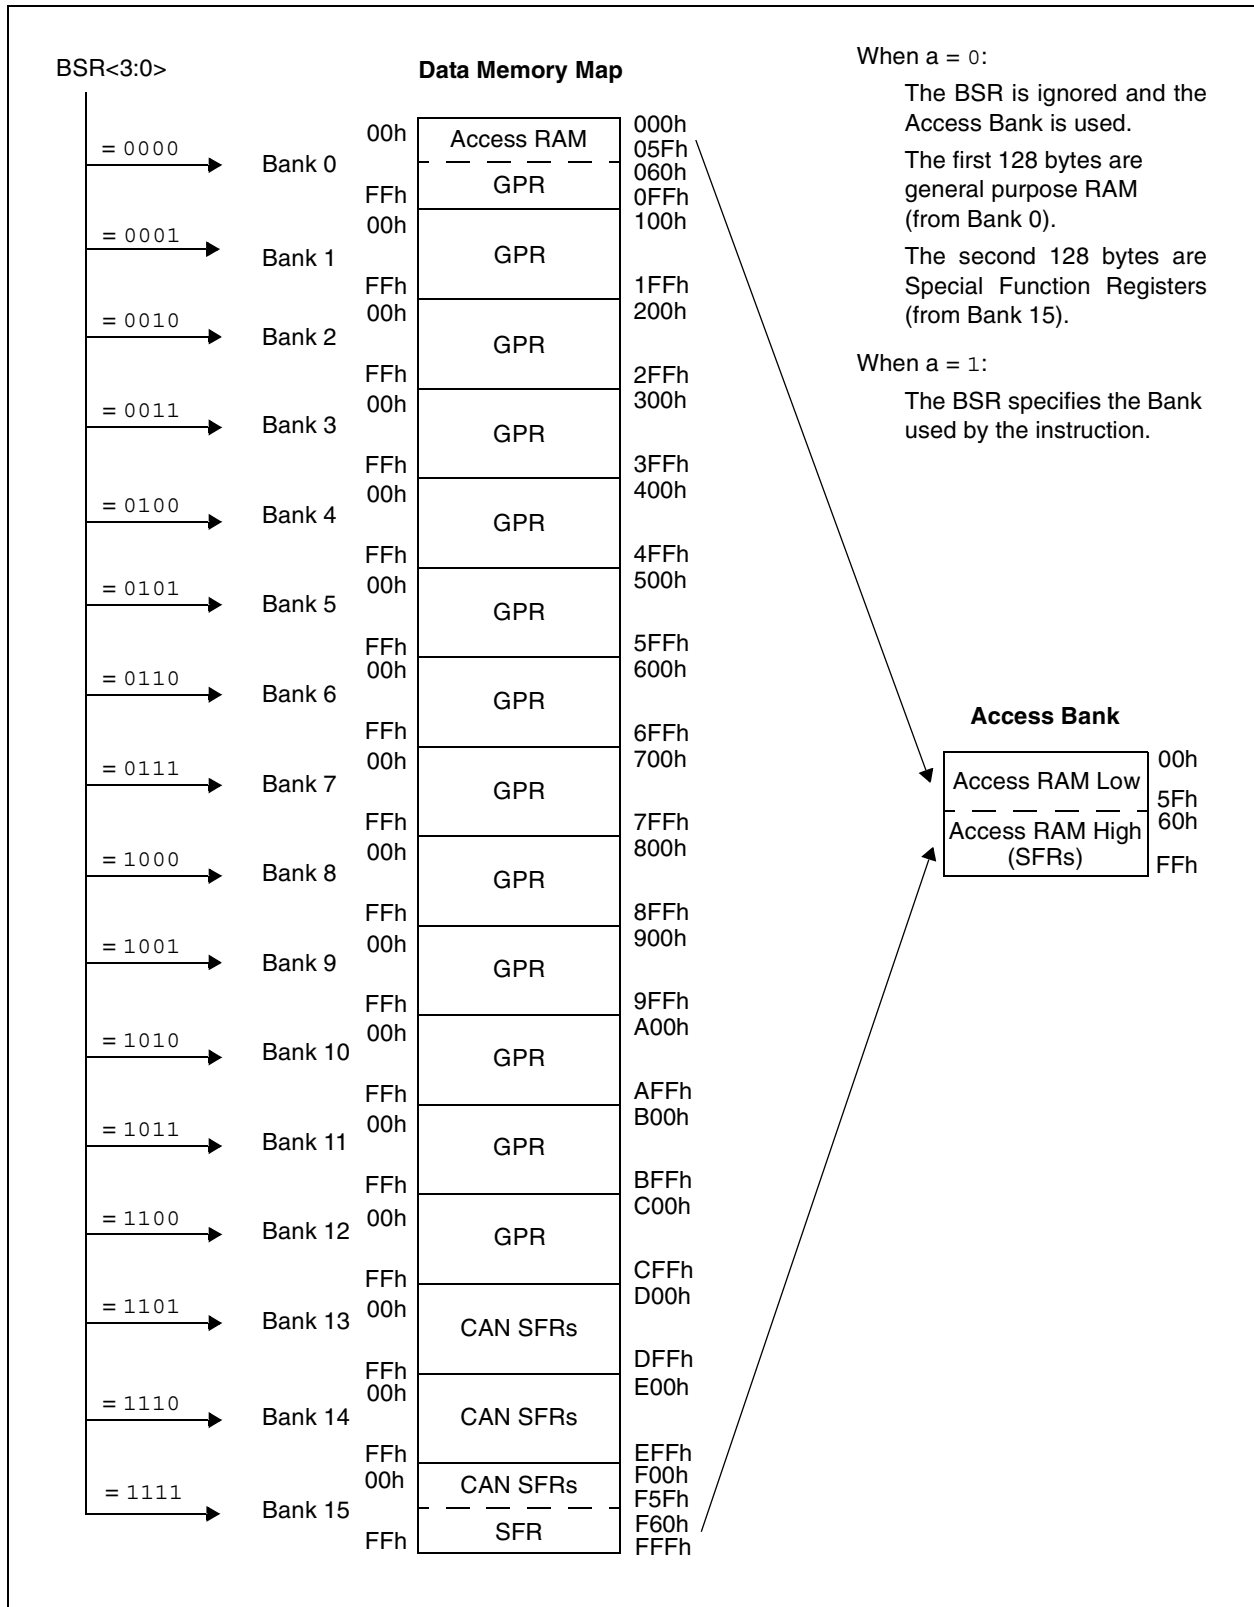 BSR<3:0>
Data Memory Map
When a = 0:
The BSR is ignored and the
Access Bank is used.
The first 128 bytes are
general purpose RAM
(from Bank 0).
The second 128 bytes are
Special Function Registers
(from Bank 15).
When a = 1:
The BSR specifies the Bank
used by the instruction.
= 0000
Bank 0
00h
Access RAM
000h
05Fh
GPR
060h
FFh
0FFh
= 0001
Bank 1
00h
GPR
100h
FFh
1FFh
= 0010
Bank 2
00h
GPR
200h
FFh
2FFh
= 0011
Bank 3
00h
GPR
300h
FFh
3FFh
= 0100
Bank 4
00h
GPR
400h
FFh
4FFh
= 0101
Bank 5
00h
GPR
500h
FFh
5FFh
= 0110
Bank 6
00h
GPR
600h
FFh
6FFh
= 0111
Bank 7
00h
GPR
700h
FFh
7FFh
= 1000
Bank 8
00h
GPR
800h
FFh
8FFh
= 1001
Bank 9
00h
GPR
900h
FFh
9FFh
= 1010
Bank 10
00h
GPR
A00h
FFh
AFFh
= 1011
Bank 11
00h
GPR
B00h
FFh
BFFh
= 1100
Bank 12
00h
GPR
C00h
FFh
CFFh
= 1101
Bank 13
00h
CAN SFRs
D00h
FFh
DFFh
= 1110
Bank 14
00h
CAN SFRs
E00h
FFh
EFFh
= 1111
Bank 15
00h
CAN SFRs
F00h
F5Fh
SFR
F60h
FFh
FFFh
Access Bank
Access RAM Low
00h
5Fh
Access RAM High
(SFRs)
60h
FFh